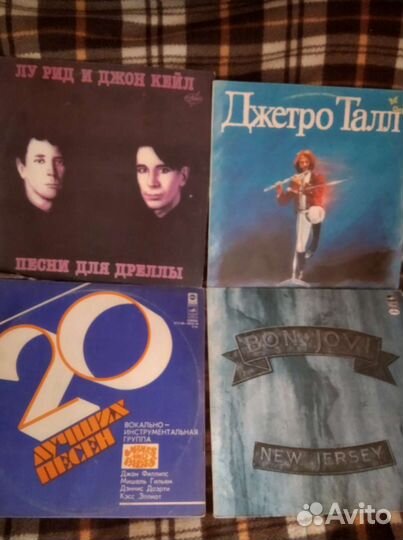 ЛУ РИД И ДЖОН КЕЙЛ
ПЕСНИ ДЛЯ ДРЕЛЛЫ
Джетро Талл
20
ЛУЧШИХ
ПЕСЕН
ВОКАЛЬНО–
ИНСТРУМЕНТАЛЬНАЯ
ГРУППА
Джон Филлипс
Мишель Гильем
Дэннис Доэрти
Кэсс Эллиот
BON JOVI
NEW JERSEY
Avito